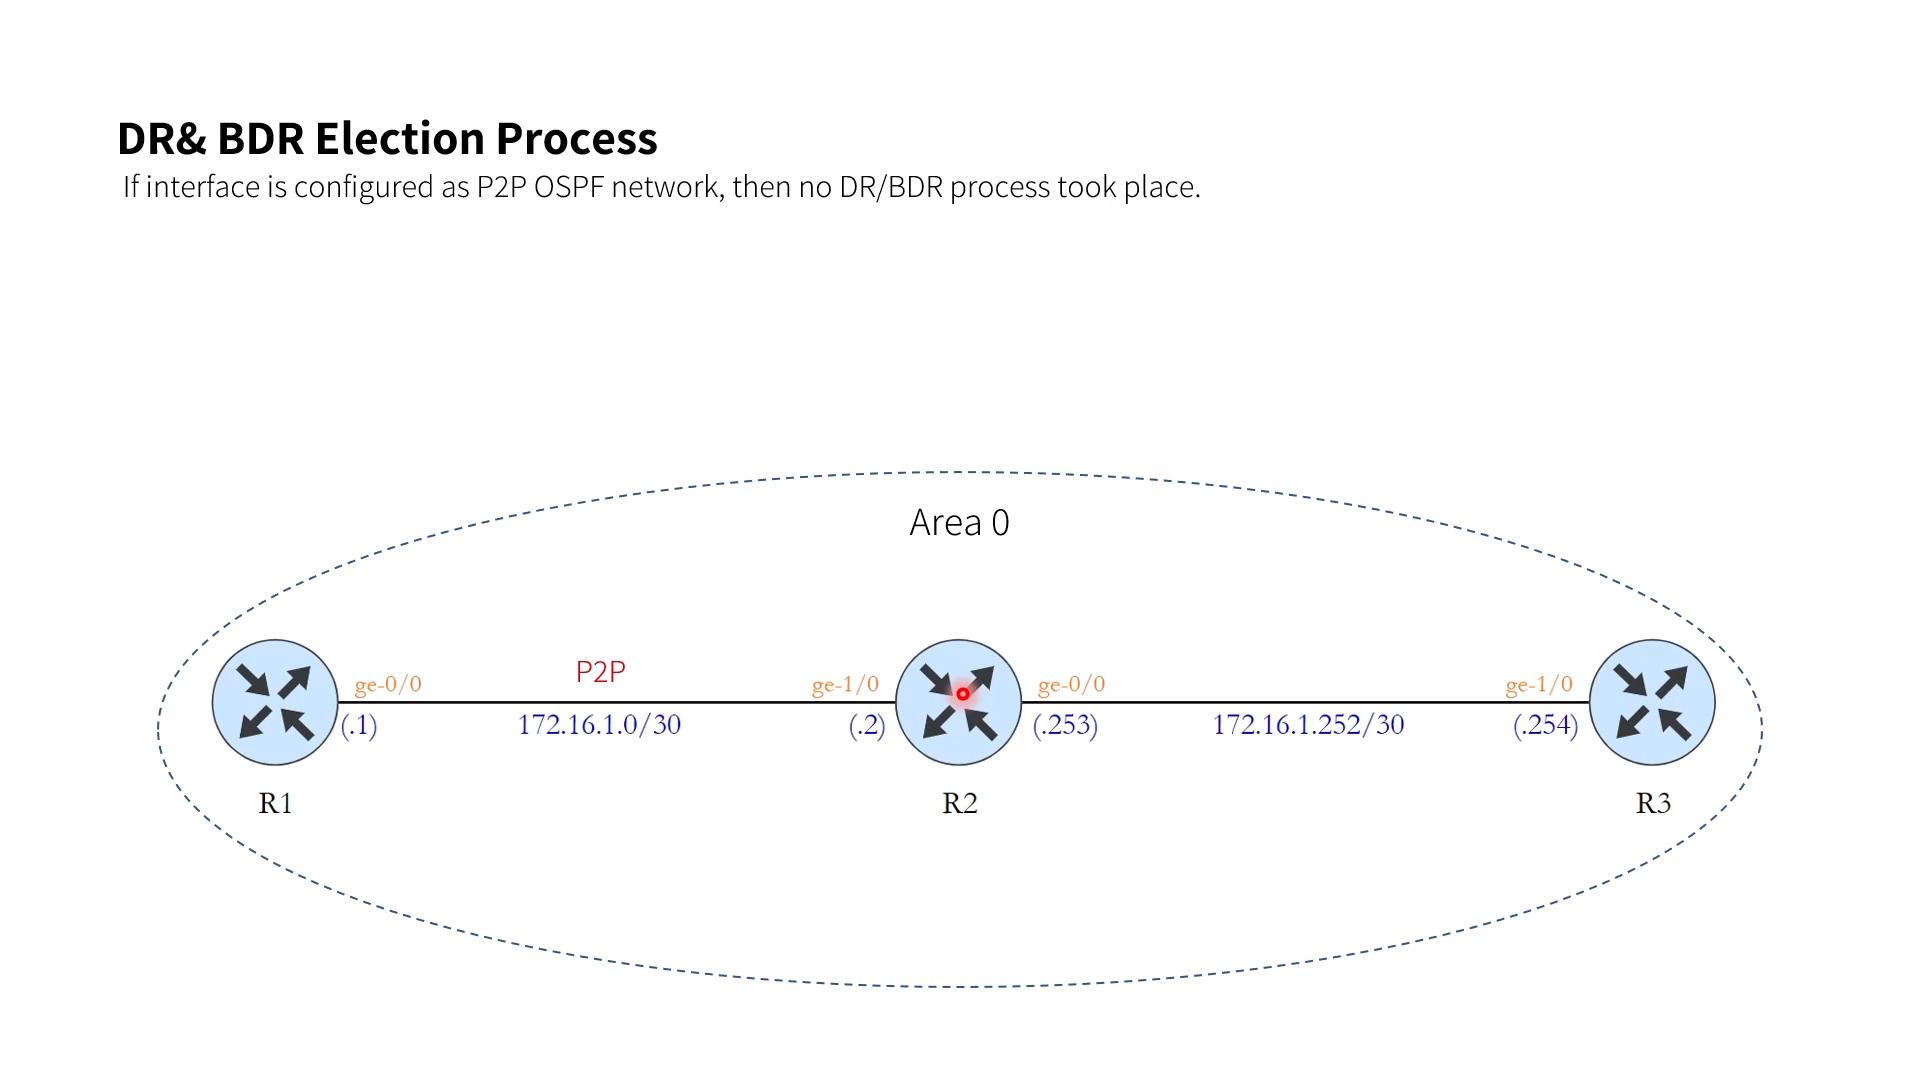 DR& BDR Election Process
If interface is configured as P2P OSPF network, then no DR/BDR process took place.
Area 0
P2P
ge-0/0
ge-1/0
ge-0/0
ge-1/0
(.1)
172.16.1.0/30
(.2)
(.253)
172.16.1.252/30
(.254)
R1
R2
R3